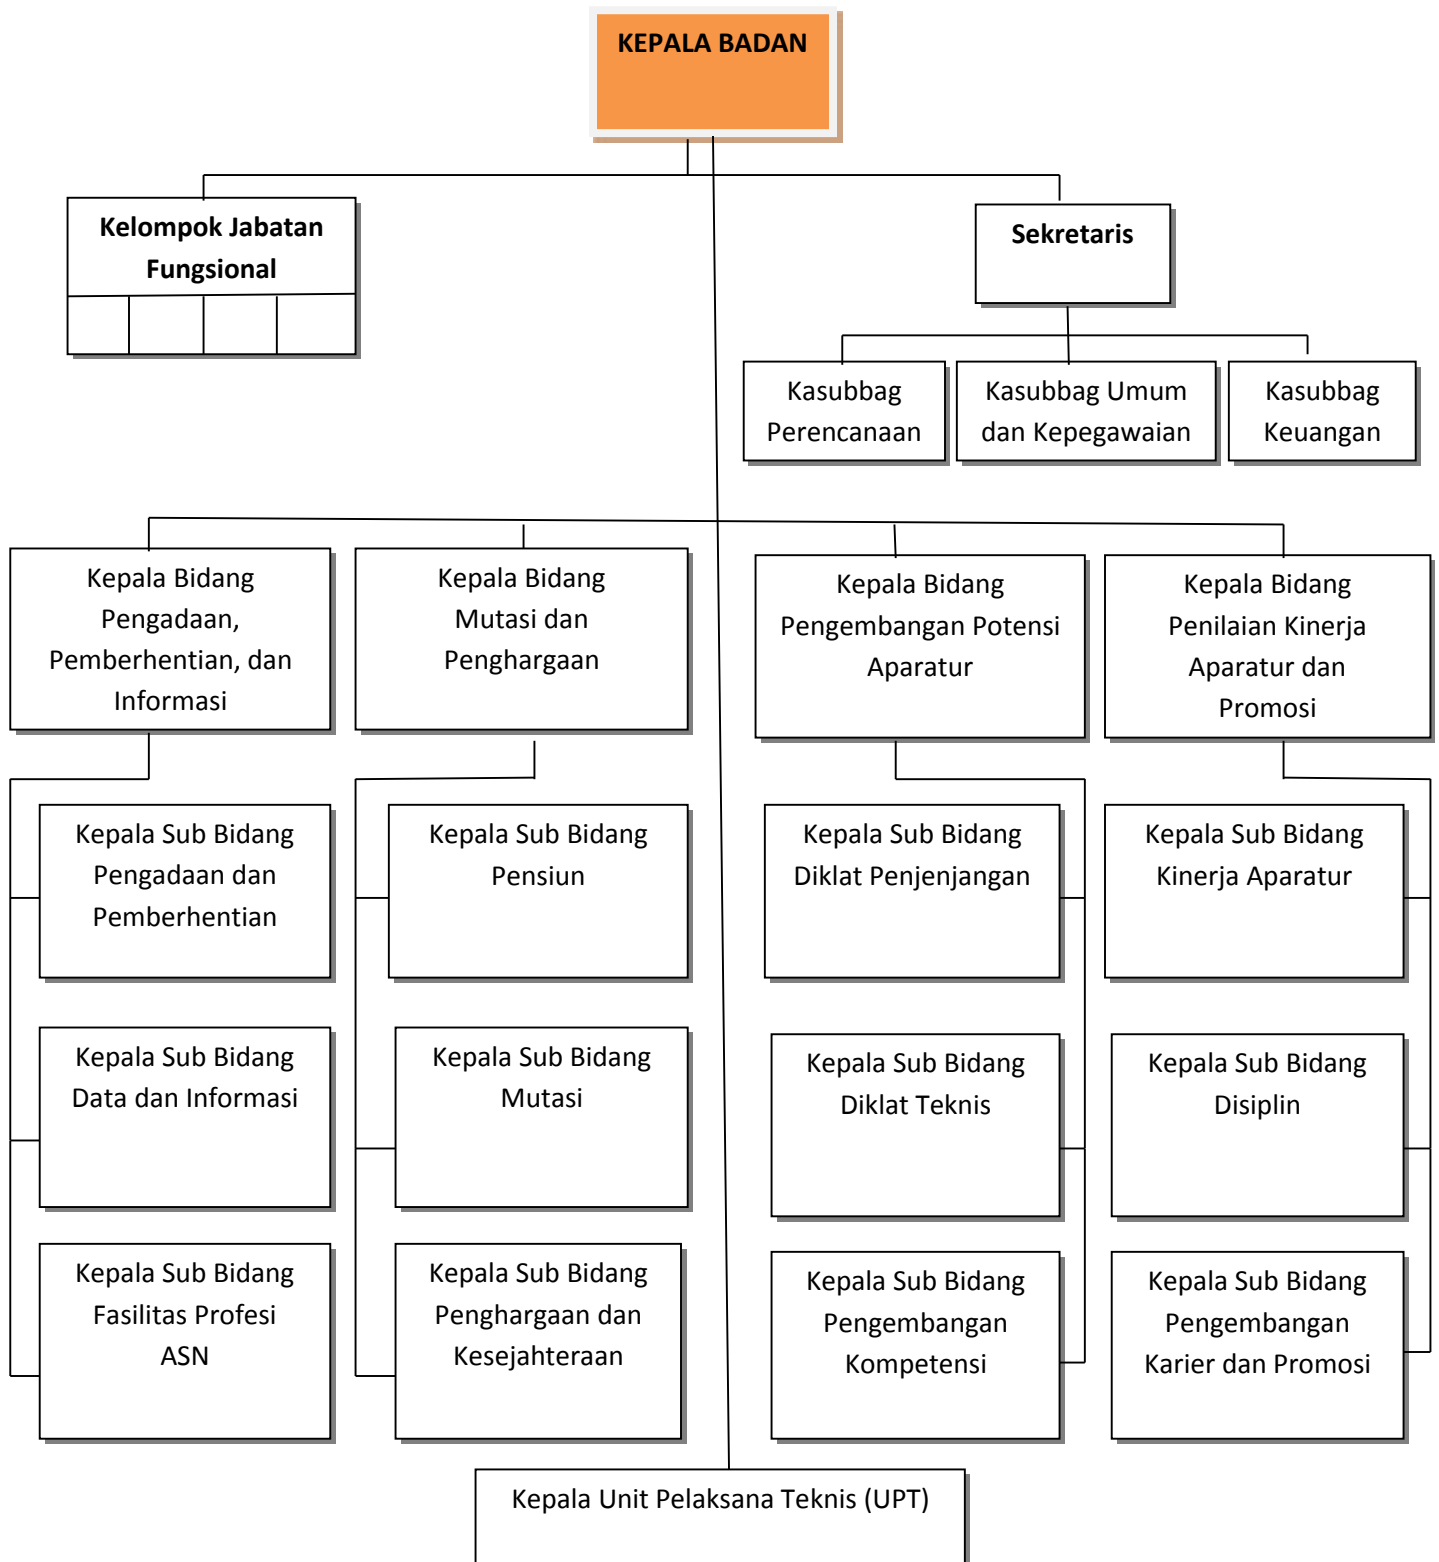 KEPALA BADAN
Kelompok Jabatan
Fungsional
Sekretaris
Kasubbag
Perencanaan
Kasubbag Umum
dan Kepegawaian
Kasubbag
Keuangan
Kepala Bidang
Pengadaan,
Pemberhentian, dan
Informasi
Kepala Bidang
Mutasi dan
Penghargaan
Kepala Bidang
Pengembangan Potensi
Aparatur
Kepala Bidang
Penilaian Kinerja
Aparatur dan
Promosi
Kepala Sub Bidang
Pengadaan dan
Pemberhentian
Kepala Sub Bidang
Pensiun
Kepala Sub Bidang
Diklat Penjenjangan
Kepala Sub Bidang
Kinerja Aparatur
Kepala Sub Bidang
Data dan Informasi
Kepala Sub Bidang
Mutasi
Kepala Sub Bidang
Diklat Teknis
Kepala Sub Bidang
Disiplin
Kepala Sub Bidang
Fasilitas Profesi
ASN
Kepala Sub Bidang
Penghargaan dan
Kesejahteraan
Kepala Sub Bidang
Pengembangan
Kompetensi
Kepala Sub Bidang
Pengembangan
Karier dan Promosi
Kepala Unit Pelaksana Teknis (UPT)